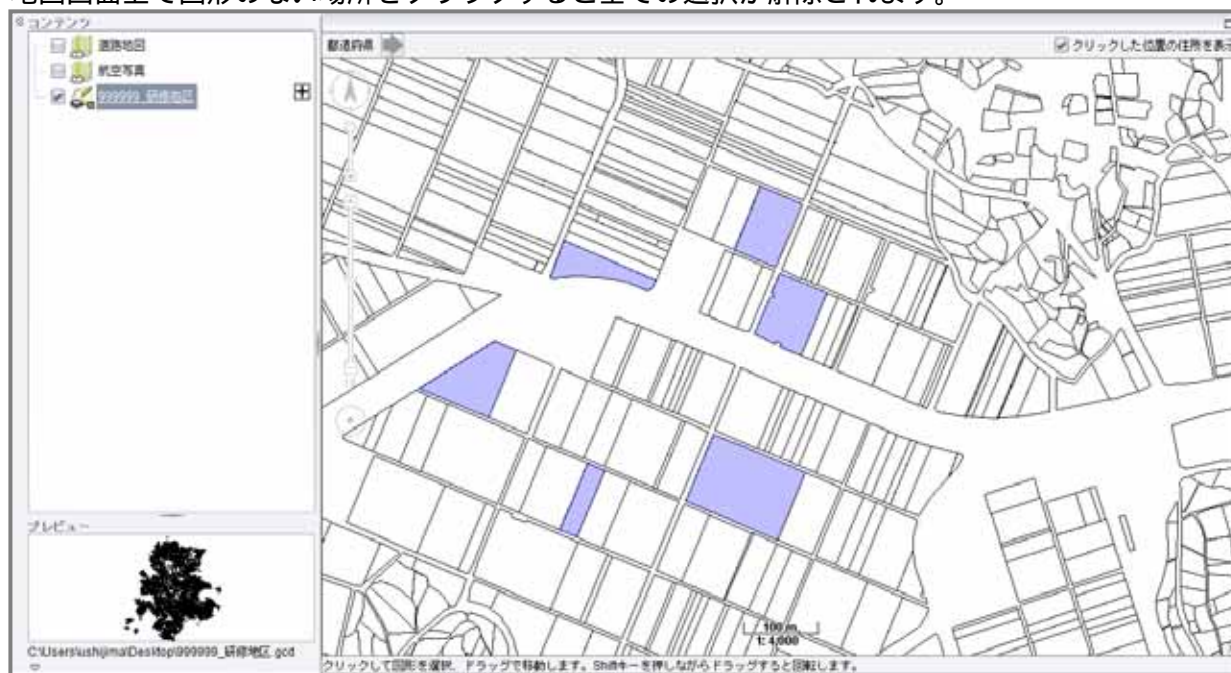 地図画面上で図形のない場所をクリックすると全ての選択が解除されます。
コンテンツ
道路地図
航空写真
999999_研修地区
都道府県
クリックした位置の住所を表示
100 m
1: 4,000
プレビュー
C:\Users\ushijima\Desktop\999999_研修地区.gcd
クリックして図形を選択、ドラッグで移動します。Shiftキーを押しながらドラッグすると回転します。